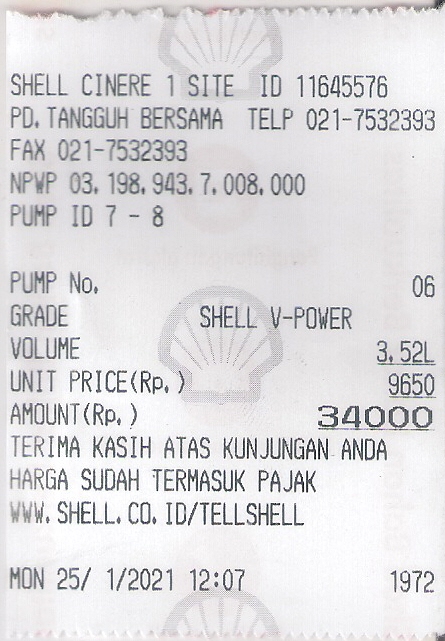 SHELL CINERE 1 SITE ID 11645576
PD. TANGGUH BERSAMA TELP 021-7532393
FAX 021-7532393
NPWP 03. 198. 943. 7. 008. 000
PUMP ID 7 - 8
PUMP No. 06
GRADE SHELL V-POWER
VOLUME 3. 52L
UNIT PRICE(Rp. ) 9650
AMOUNT(Rp. ) 34000
TERIMA KASIH ATAS KUNJUNGAN ANDA
HARGA SUDAH TERMASUK PAJAK
WWW. SHELL. CO. ID/TELLSHELL
MON 25/ 1/2021 12:07 1972